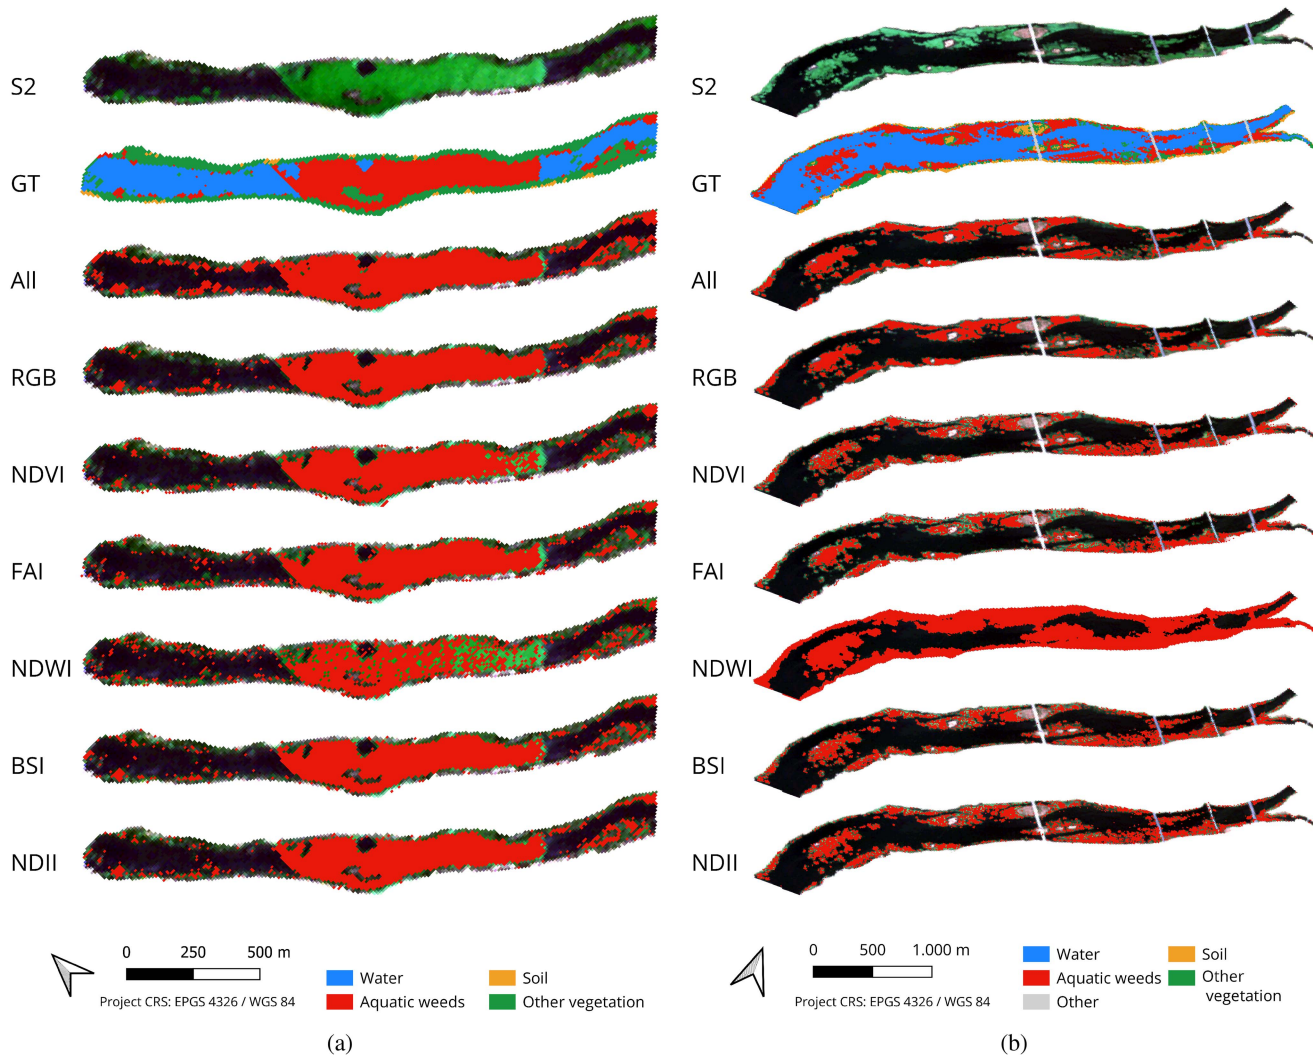 S2
GT
All
RGB
NDVI
FAI
NDWI
BSI
NDII
0 250 500 m
Project CRS: EPGS 4326 / WGS 84
Water
Soil
Aquatic weeds
Other vegetation
(a)
S2
GT
All
RGB
NDVI
FAI
NDWI
BSI
NDII
0 500 1.000 m
Project CRS: EPGS 4326 / WGS 84
Water
Soil
Aquatic weeds
Other
vegetation
Other
(b)